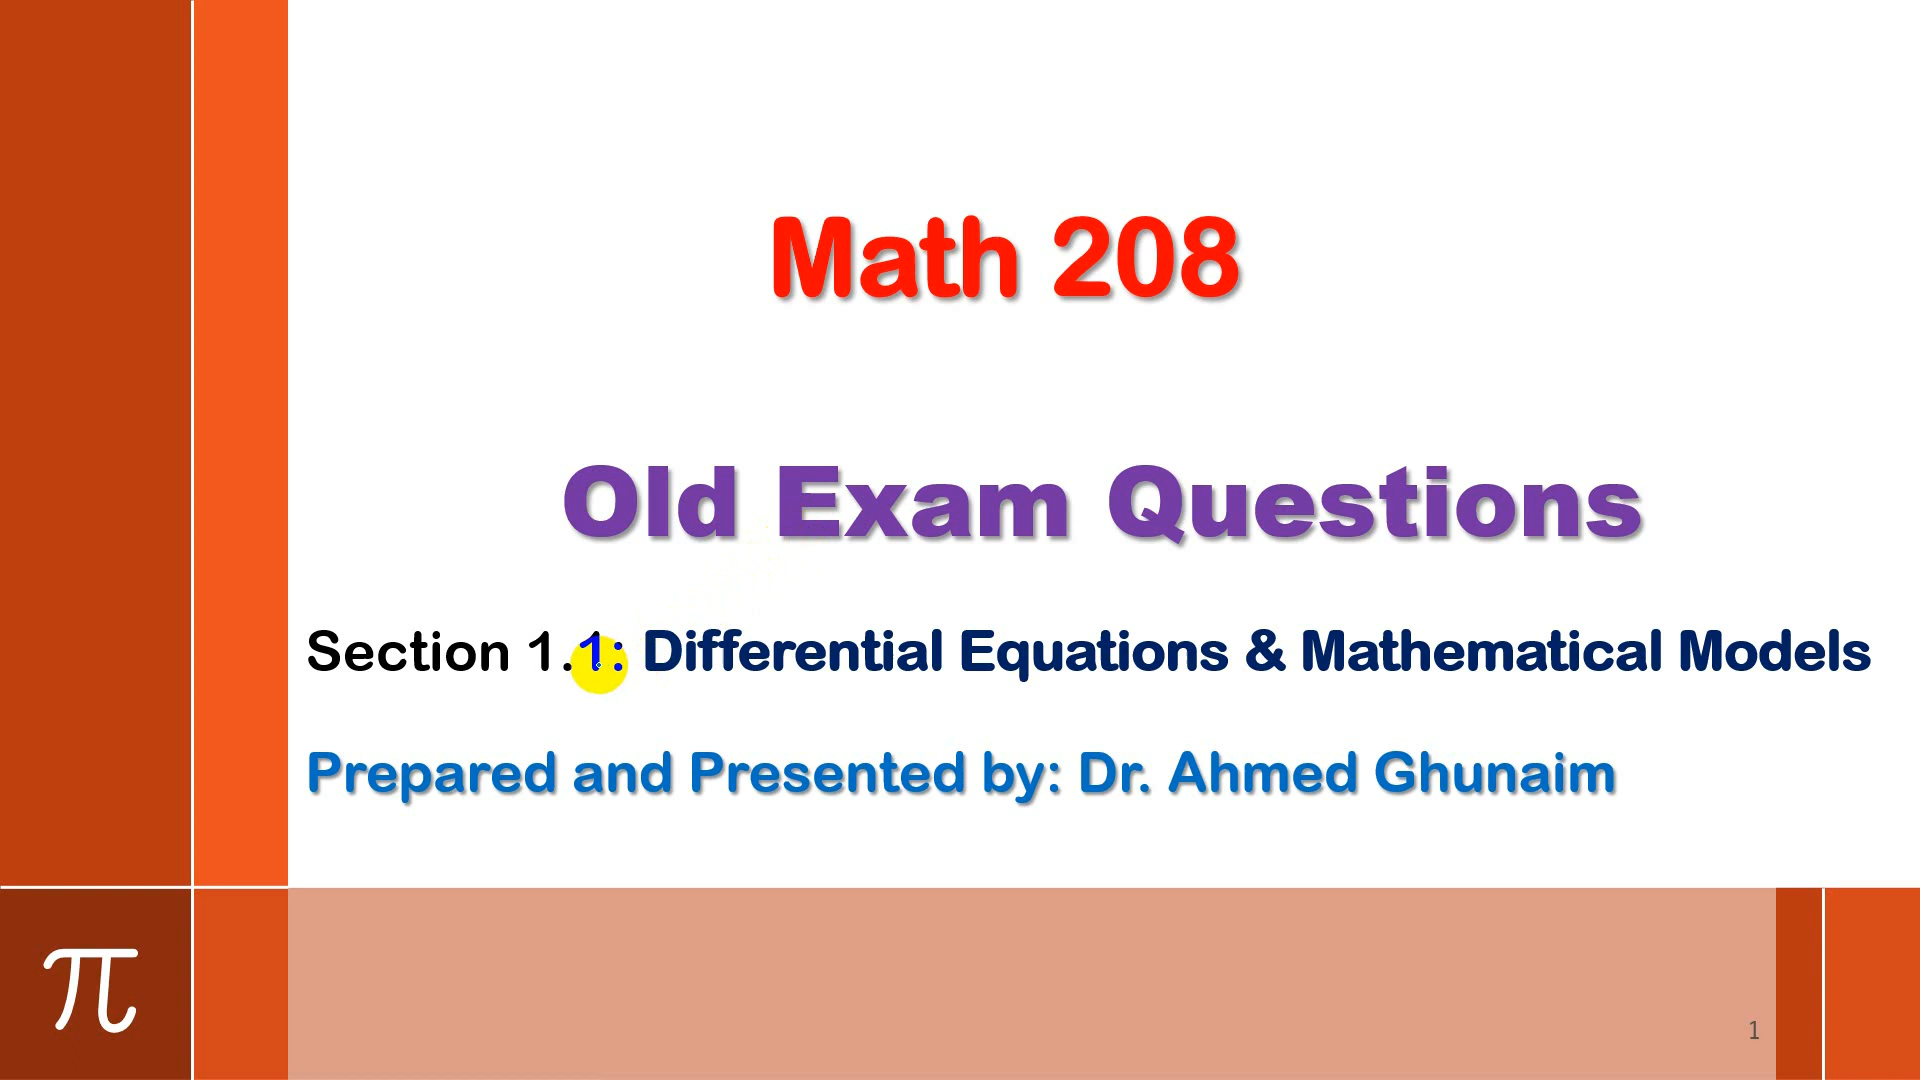 Math 208
Old Exam Questions
Section 1.1: Differential Equations & Mathematical Models
Prepared and Presented by: Dr. Ahmed Ghunaim
π
1